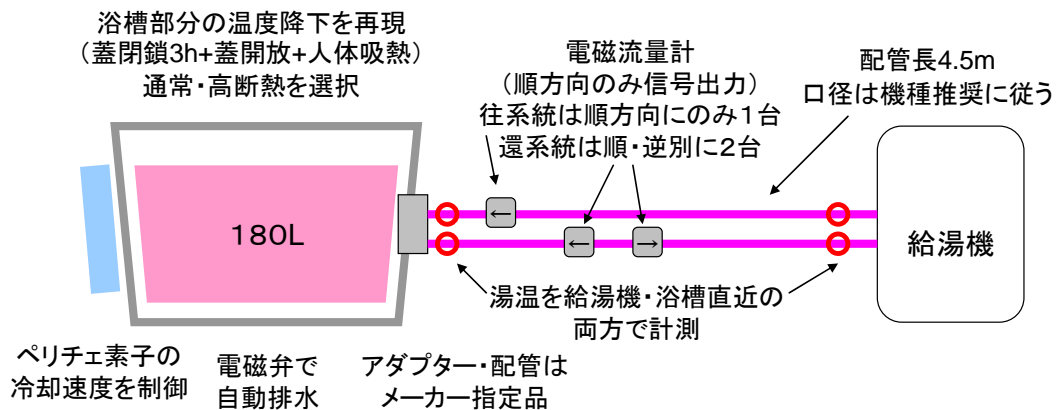 浴槽部分の温度降下を再現
（蓋閉鎖3h+蓋開放+人体吸熱）
通常・高断熱を選択
電磁流量計
（順方向のみ信号出力）
往系統は順方向にのみ１台
還系統は順・逆別に２台
配管長4.5m
口径は機種推奨に従う
180L
←
←
→
給湯機
湯温を給湯機・浴槽直近の
両方で計測
ペリチェ素子の
冷却速度を制御
電磁弁で
自動排水
アダプター・配管は
メーカー指定品